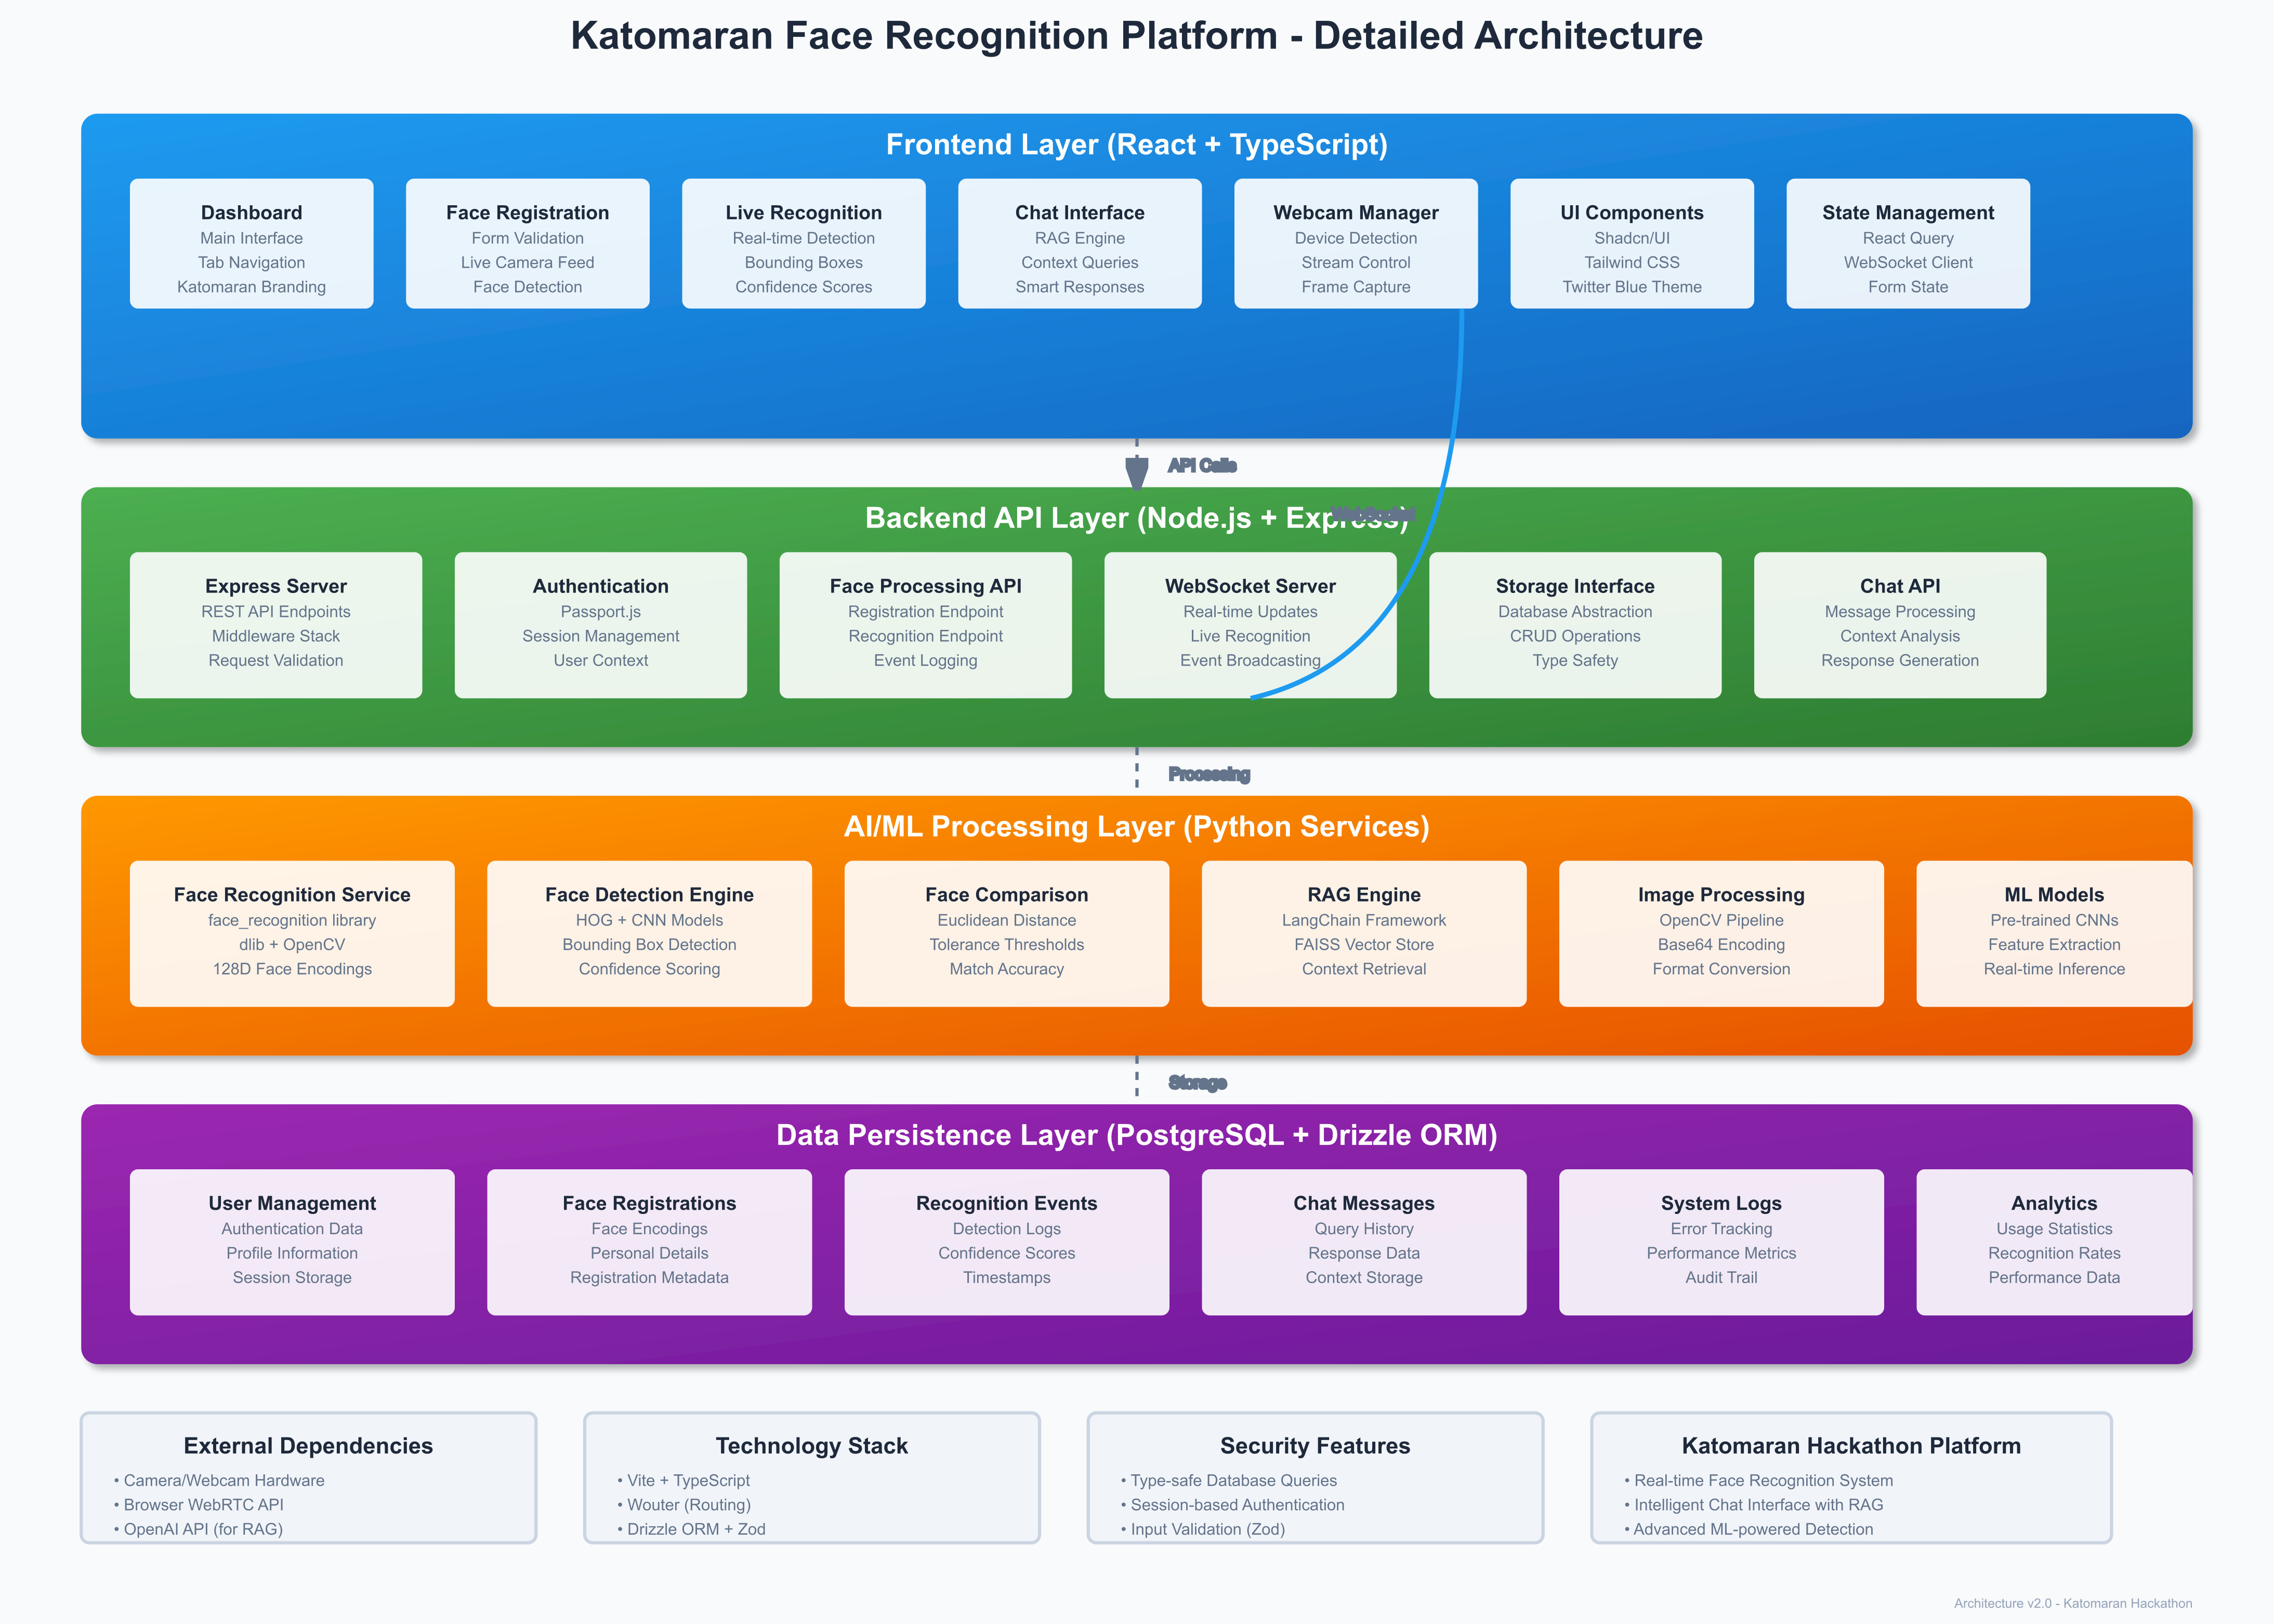 Katomaran Face Recognition Platform - Detailed Architecture
Frontend Layer (React + TypeScript)
Dashboard
Main Interface
Tab Navigation
Katomaran Branding
Face Registration
Form Validation
Live Camera Feed
Face Detection
Live Recognition
Real-time Detection
Bounding Boxes
Confidence Scores
Chat Interface
RAG Engine
Context Queries
Smart Responses
Webcam Manager
Device Detection
Stream Control
Frame Capture
UI Components
Shadcn/UI
Tailwind CSS
Twitter Blue Theme
State Management
React Query
WebSocket Client
Form State
API Calls
Backend API Layer (Node.js + Express)
WebSocket
Express Server
REST API Endpoints
Middleware Stack
Request Validation
Authentication
Passport.js
Session Management
User Context
Face Processing API
Registration Endpoint
Recognition Endpoint
Event Logging
WebSocket Server
Real-time Updates
Live Recognition
Event Broadcasting
Storage Interface
Database Abstraction
CRUD Operations
Type Safety
Chat API
Message Processing
Context Analysis
Response Generation
Processing
AI/ML Processing Layer (Python Services)
Face Recognition Service
face_recognition library
dlib + OpenCV
128D Face Encodings
Face Detection Engine
HOG + CNN Models
Bounding Box Detection
Confidence Scoring
Face Comparison
Euclidean Distance
Tolerance Thresholds
Match Accuracy
RAG Engine
LangChain Framework
FAISS Vector Store
Context Retrieval
Image Processing
OpenCV Pipeline
Base64 Encoding
Format Conversion
ML Models
Pre-trained CNNs
Feature Extraction
Real-time Inference
Storage
Data Persistence Layer (PostgreSQL + Drizzle ORM)
User Management
Authentication Data
Profile Information
Session Storage
Face Registrations
Face Encodings
Personal Details
Registration Metadata
Recognition Events
Detection Logs
Confidence Scores
Timestamps
Chat Messages
Query History
Response Data
Context Storage
System Logs
Error Tracking
Performance Metrics
Audit Trail
Analytics
Usage Statistics
Recognition Rates
Performance Data
External Dependencies
• Camera/Webcam Hardware
• Browser WebRTC API
• OpenAI API (for RAG)
Technology Stack
• Vite + TypeScript
• Wouter (Routing)
• Drizzle ORM + Zod
Security Features
• Type-safe Database Queries
• Session-based Authentication
• Input Validation (Zod)
Katomaran Hackathon Platform
• Real-time Face Recognition System
• Intelligent Chat Interface with RAG
• Advanced ML-powered Detection
Architecture v2.0 - Katomaran Hackathon